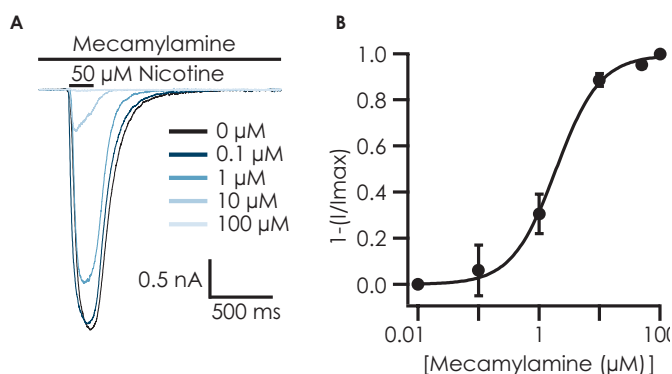 A
Mecamylamine
50 µM Nicotine
0 µM
0.1 µM
1 µM
10 µM
100 µM
0.5 nA
500 ms
B
1-(I/Imax)
1.0
0.8
0.6
0.4
0.2
0.0
0.01
1
100
[Mecamylamine (µM)]